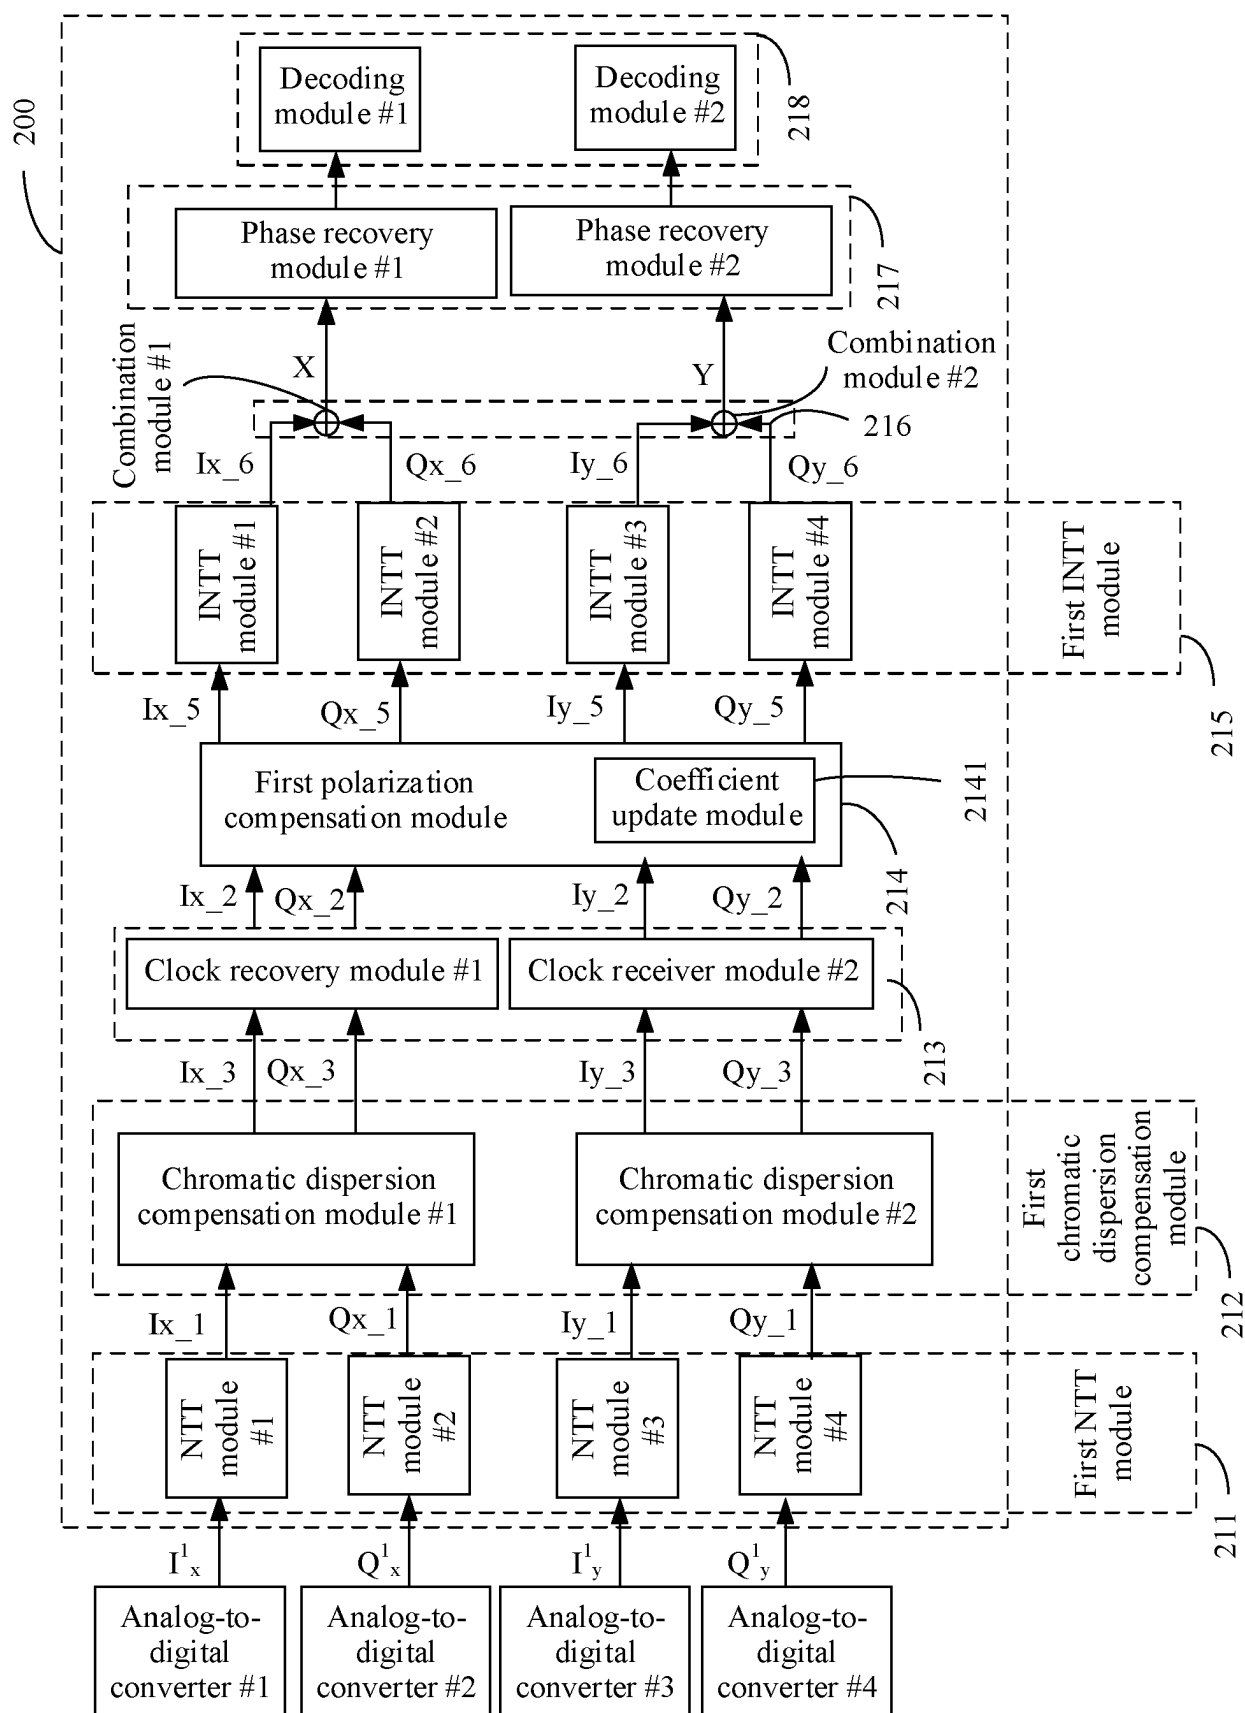 200
Decoding
module #1
Decoding
module #2
218
Phase recovery
module #1
Phase recovery
module #2
217
Combination
module #1
X
Y
Combination
module #2
216
Ix_6
Qx_6
Iy_6
Qy_6
INTT
module #1
INTT
module #2
INTT
module #3
INTT
module #4
First INTT
module
215
Ix_5
Qx_5
Iy_5
Qy_5
First polarization
compensation module
Coefficient
update module
2141
214
Ix_2
Qx_2
Iy_2
Qy_2
Clock recovery module #1
Clock receiver module #2
213
Ix_3
Qx_3
Iy_3
Qy_3
Chromatic dispersion
compensation module #1
Chromatic dispersion
compensation module #2
First
chromatic
dispersion
compensation
module
212
Ix_1
Qx_1
Iy_1
Qy_1
NTT
module
#1
NTT
module
#2
NTT
module
#3
NTT
module
#4
First NTT
module
211
I¹x
Q¹x
I¹y
Q¹y
Analog-to-
digital
converter #1
Analog-to-
digital
converter #2
Analog-to-
digital
converter #3
Analog-to-
digital
converter #4